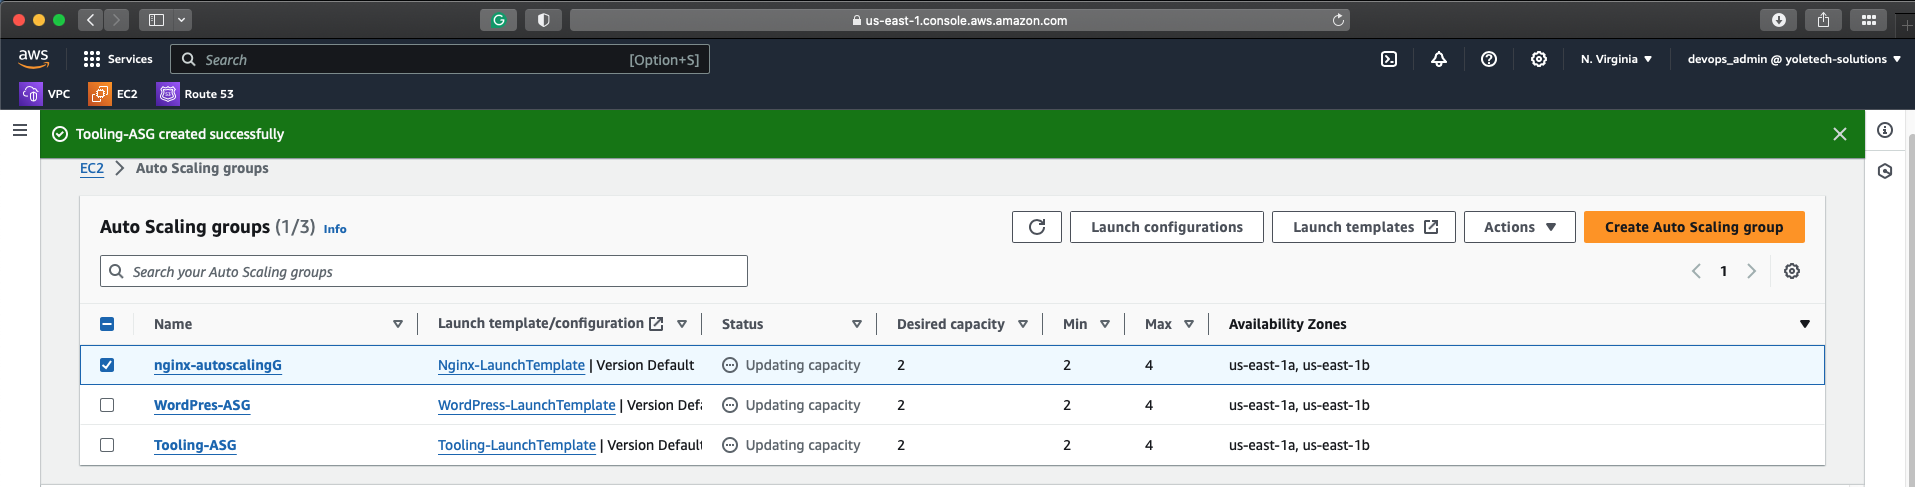 us-east-1.console.aws.amazon.com
aws Services Search [Option+S] N. Virginia devops_admin @ yoletech-solutions
VPC EC2 Route 53
Tooling-ASG created successfully
EC2 Auto Scaling groups
Auto Scaling groups (1/3) Info Launch configurations Launch templates Actions Create Auto Scaling group
Search your Auto Scaling groups 1
Name Launch template/configuration Status Desired capacity Min Max Availability Zones
nginx-autoscalingG Nginx-LaunchTemplate | Version Default Updating capacity 2 2 4 us-east-1a, us-east-1b
WordPres-ASG WordPress-LaunchTemplate | Version Defa Updating capacity 2 2 4 us-east-1a, us-east-1b
Tooling-ASG Tooling-LaunchTemplate | Version Default Updating capacity 2 2 4 us-east-1a, us-east-1b